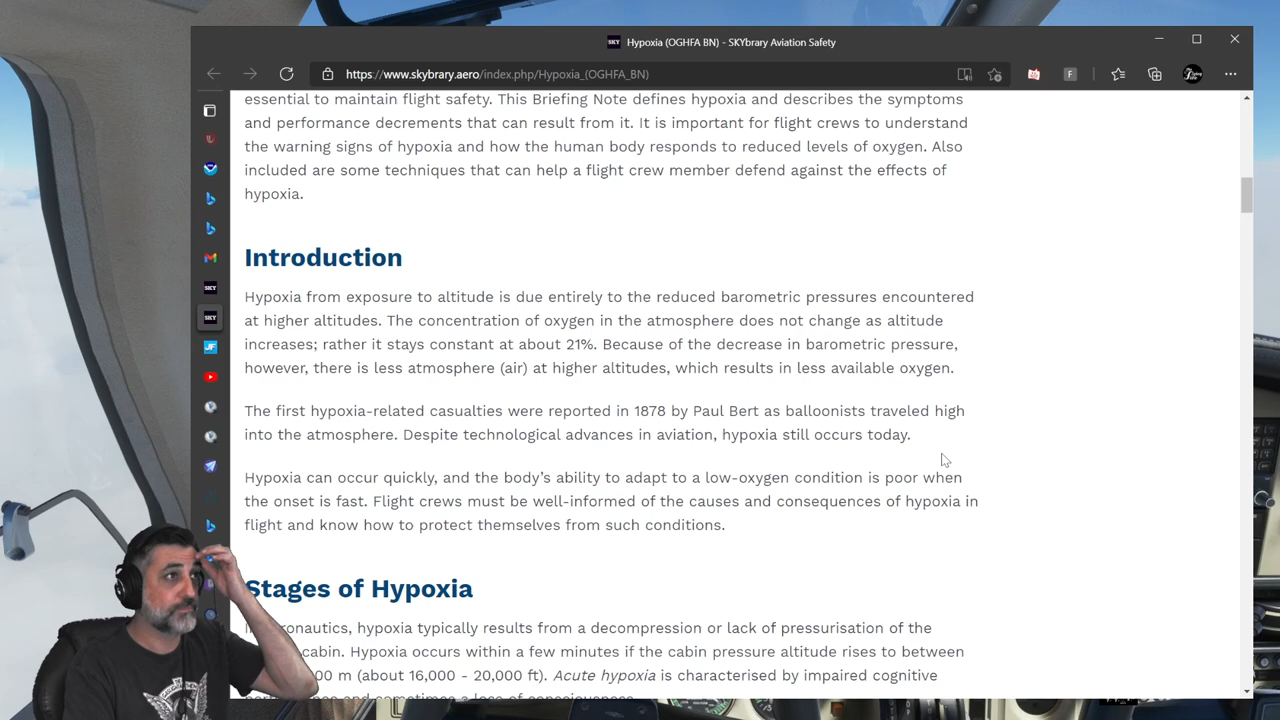 Hypoxia (OGHFA BN) - SKYbrary Aviation Safety
https://www.skybrary.aero/index.php/Hypoxia_(OGHFA_BN)
essential to maintain flight safety. This Briefing Note defines hypoxia and describes the symptoms
and performance decrements that can result from it. It is important for flight crews to understand
the warning signs of hypoxia and how the human body responds to reduced levels of oxygen. Also
included are some techniques that can help a flight crew member defend against the effects of
hypoxia.
Introduction
Hypoxia from exposure to altitude is due entirely to the reduced barometric pressures encountered
at higher altitudes. The concentration of oxygen in the atmosphere does not change as altitude
increases; rather it stays constant at about 21%. Because of the decrease in barometric pressure,
however, there is less atmosphere (air) at higher altitudes, which results in less available oxygen.
The first hypoxia-related casualties were reported in 1878 by Paul Bert as balloonists traveled high
into the atmosphere. Despite technological advances in aviation, hypoxia still occurs today.
Hypoxia can occur quickly, and the body's ability to adapt to a low-oxygen condition is poor when
the onset is fast. Flight crews must be well-informed of the causes and consequences of hypoxia in
flight and know how to protect themselves from such conditions.
Stages of Hypoxia
hypoxia typically results from a decompression or lack of pressurisation of the
cabin. Hypoxia occurs within a few minutes if the cabin pressure altitude rises to between
m (about 16,000 - 20,000 ft). Acute hypoxia is characterised by impaired cognitive
and sometimes a loss of consciousness.